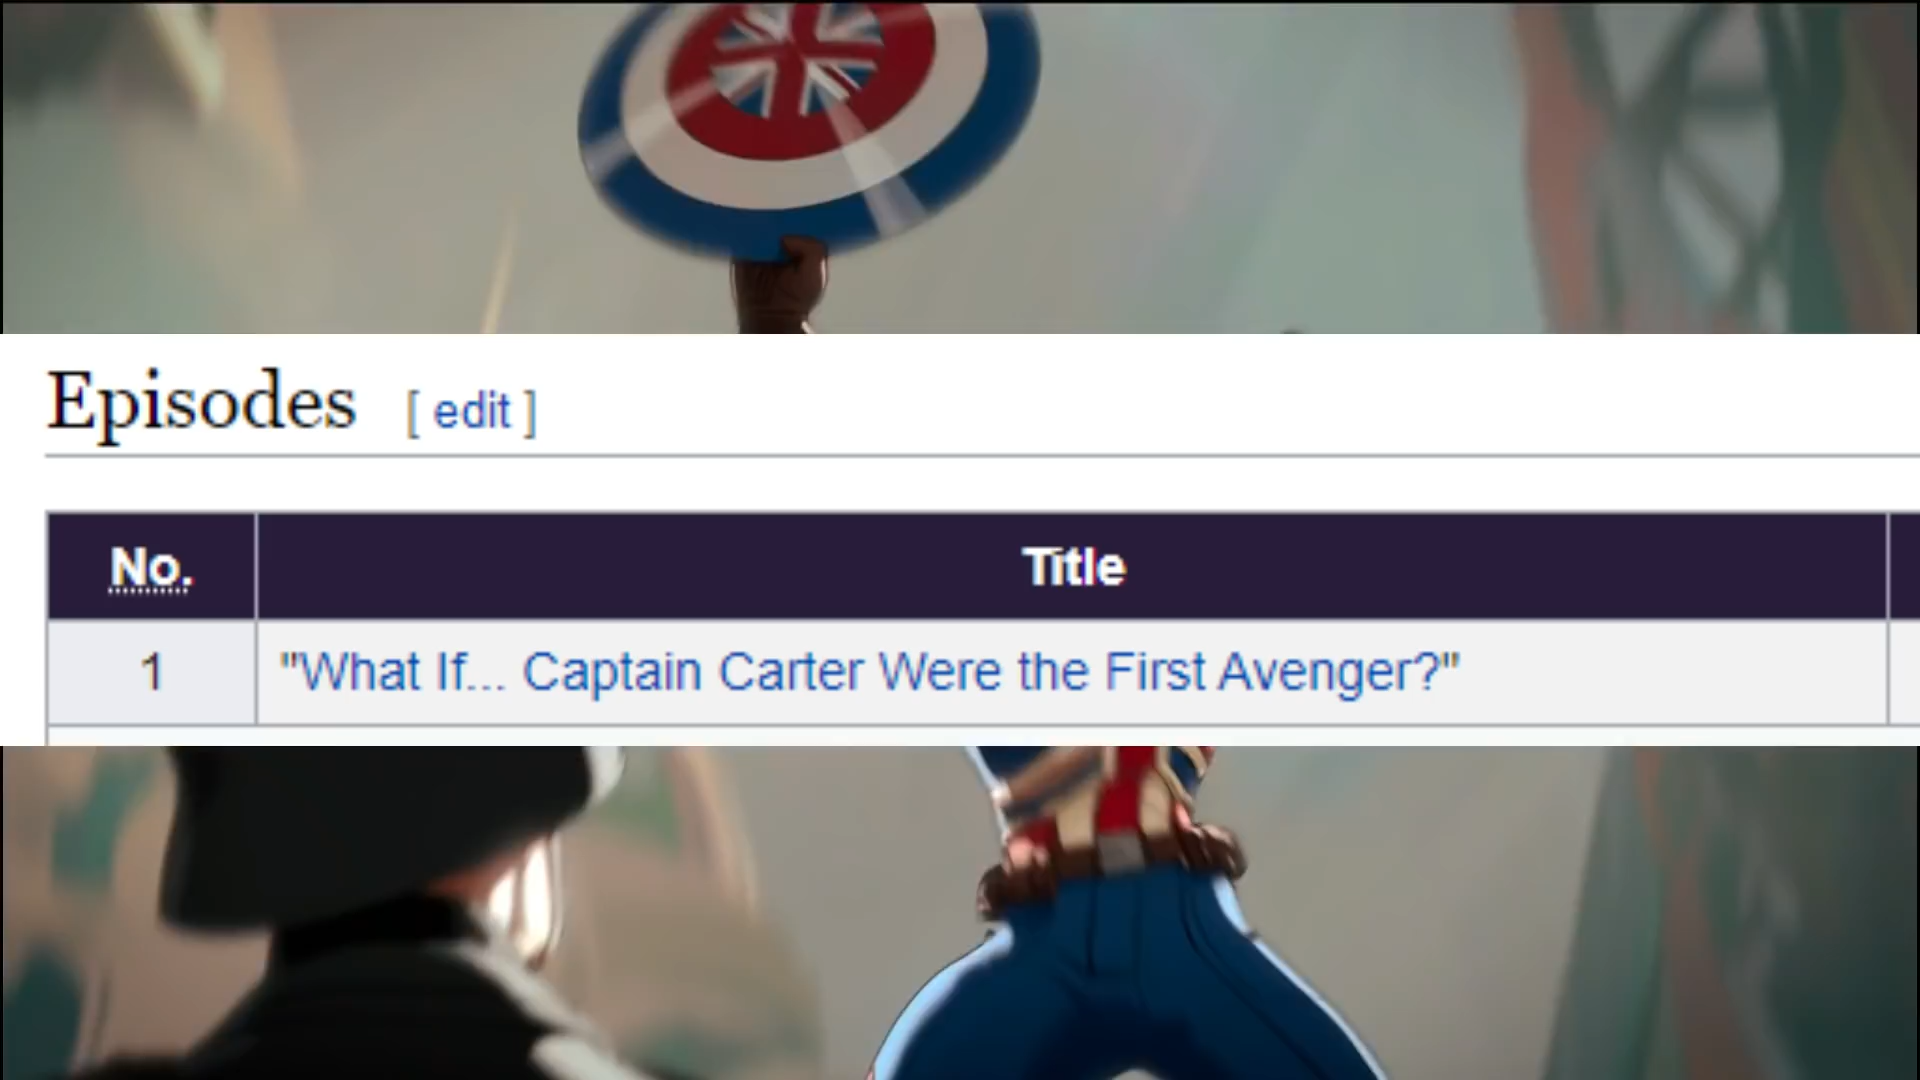 Episodes [ edit ]
No. Title
1 "What If... Captain Carter Were the First Avenger?"